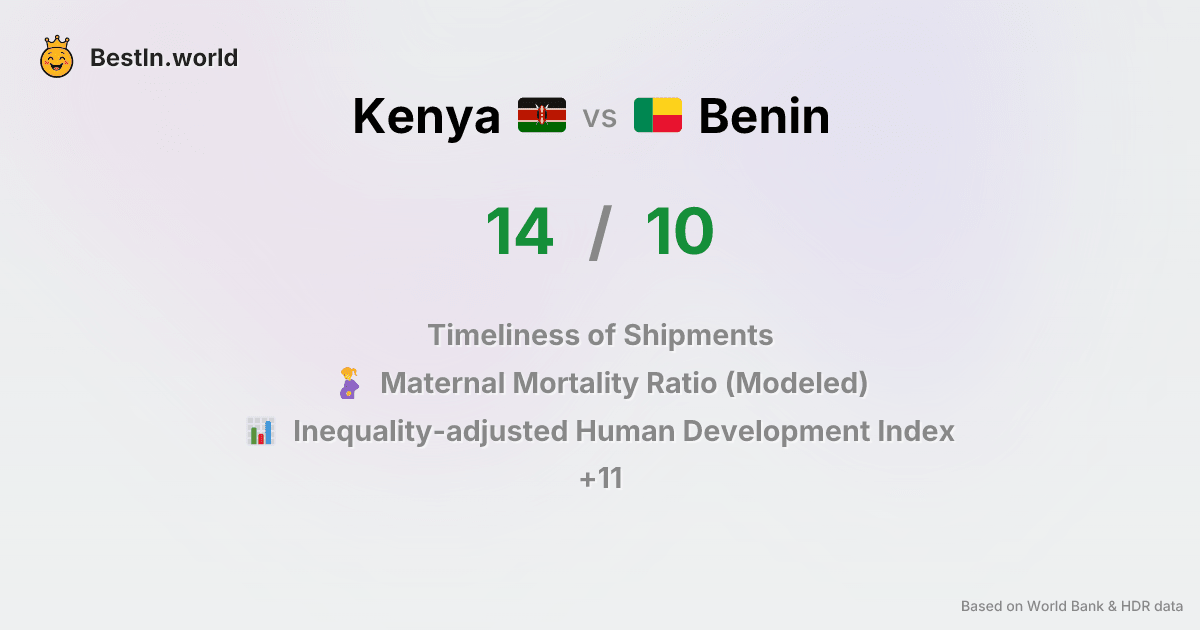 BestIn.world
Kenya vs Benin
14 / 10
Timeliness of Shipments
Maternal Mortality Ratio (Modeled)
Inequality-adjusted Human Development Index
+11
Based on World Bank & HDR data